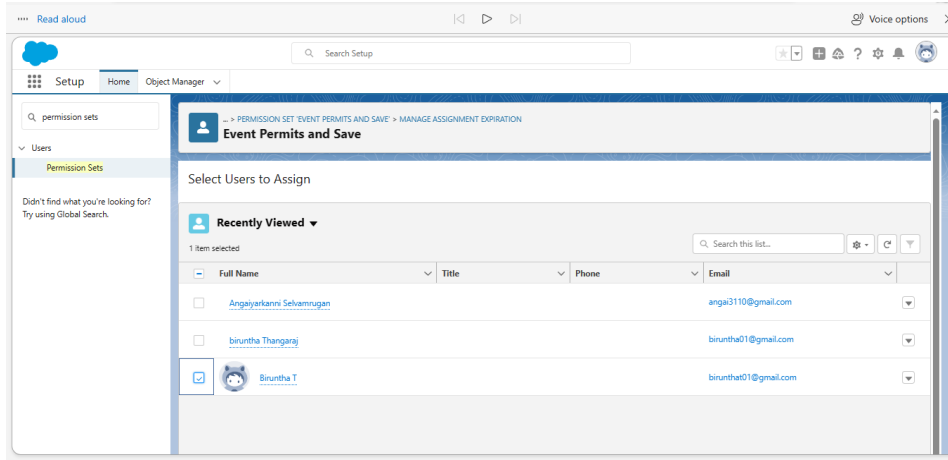 Read aloud
Voice options
Search Setup
Setup
Home
Object Manager
permission sets
Users
Permission Sets
Didn't find what you're looking for?
Try using Global Search.
... > PERMISSION SET 'EVENT PERMITS AND SAVE' > MANAGE ASSIGNMENT EXPIRATION
Event Permits and Save
Select Users to Assign
Recently Viewed
1 item selected
Search this list...
Full Name Title Phone Email
Angaiyarkanni Selvamrugan angai3110@gmail.com
biruntha Thangaraj biruntha01@gmail.com
Biruntha T birunthat01@gmail.com